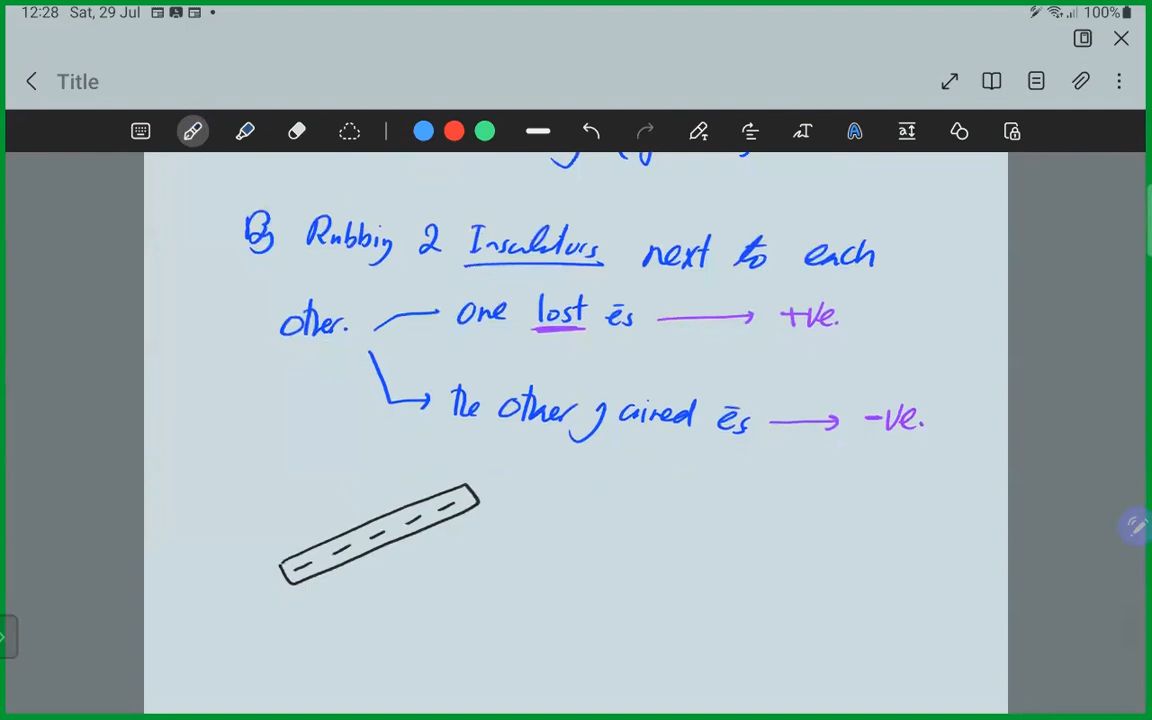 12:28 Sat, 29 Jul 100%
Title
By Rubbig 2 Insulators next to each
other. one lost ēs +ve.
the other gained ēs -ve.